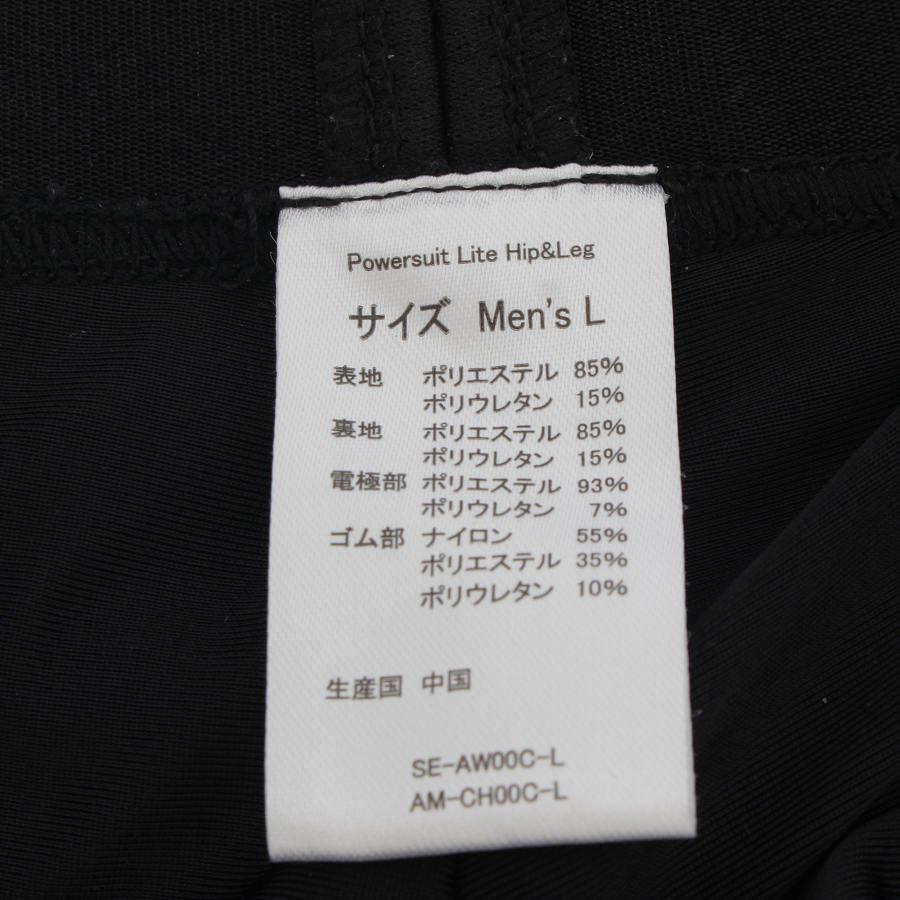 Powersuit Lite Hip&Leg
サイズ Men's L
表地 ポリエステル 85%
ポリウレタン 15%
裏地 ポリエステル 85%
ポリウレタン 15%
電極部 ポリエステル 93%
ポリウレタン 7%
ゴム部 ナイロン 55%
ポリエステル 35%
ポリウレタン 10%
生産国 中国
SE-AW00C-L
AM-CH00C-L